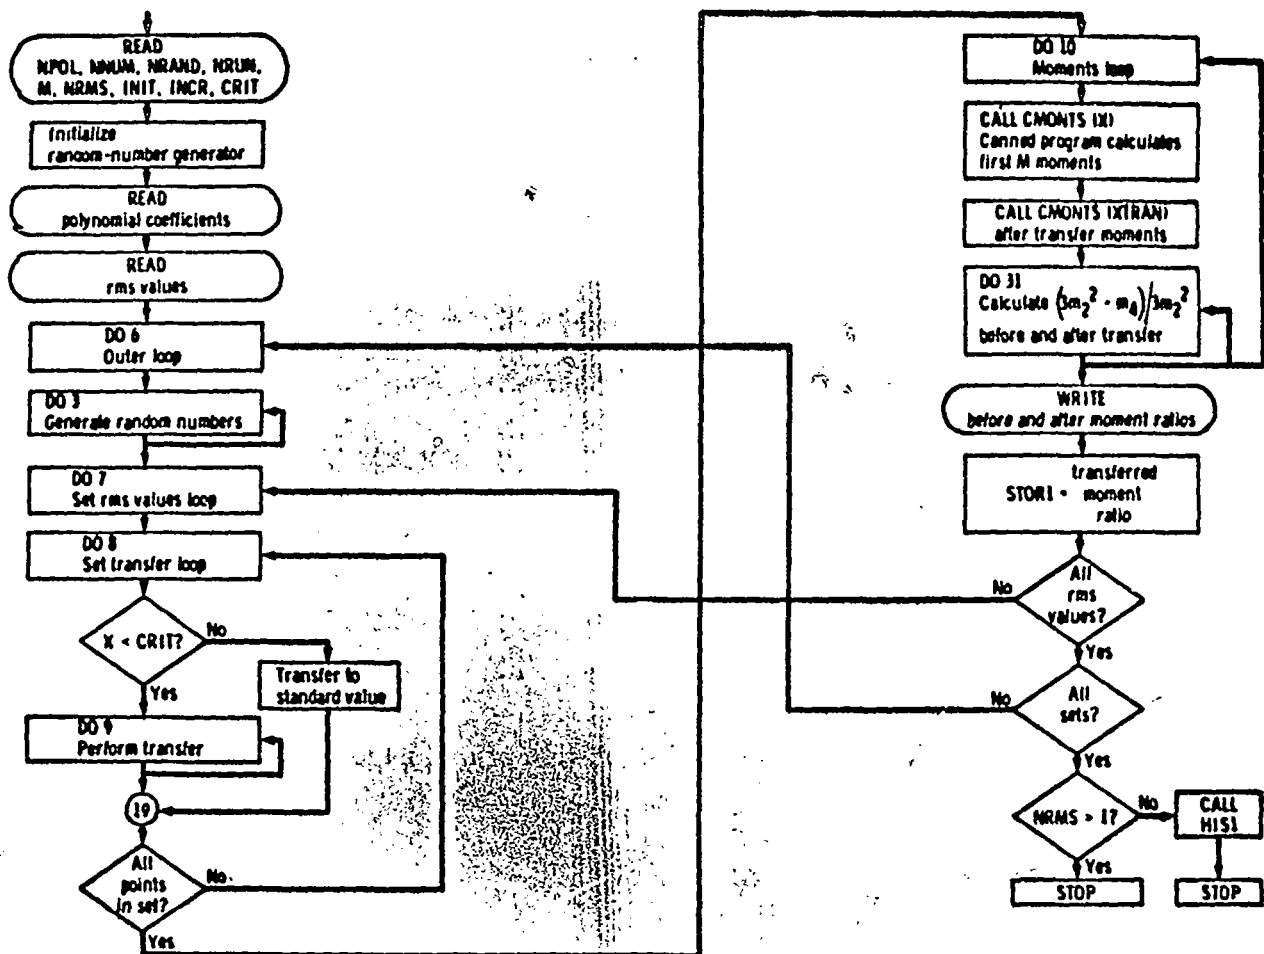 READ
NPOL, NNUM, NRAND, NRUN,
M, NRMS, INIT, INCR, CRIT
Initialize
random-number generator
READ
polynomial coefficients
READ
rms values
DO 6
Outer loop
DO 3
Generate random numbers
DO 7
Set rms values loop
DO 8
Set transfer loop
X < CRIT?
No
Yes
Transfer to
standard value
DO 9
Perform transfer
19
All
points
in set?
No
Yes
DO 10
Moments loop
CALL CMONTS (X)
Canned program calculates
first M moments
CALL CMONTS (XTRAN)
after transfer moments
DO 31
Calculate (3m₂² - m₄)/3m₂²
before and after transfer
WRITE
before and after moment ratios
transferred
STOR1 = moment
ratio
All
rms
values?
No
Yes
All
sets?
No
Yes
NRMS > 1?
No
Yes
CALL
HIS1
STOP
STOP